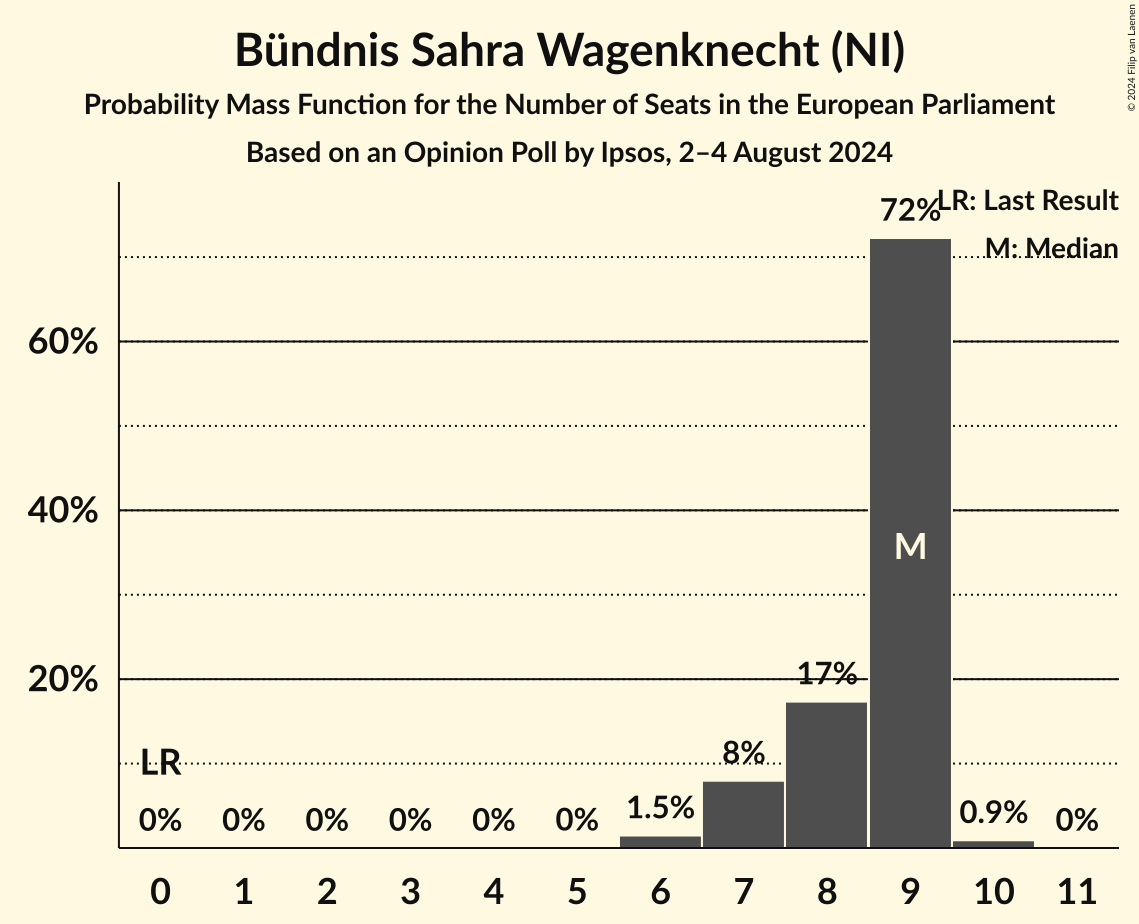 Bündnis Sahra Wagenknecht (NI)
Probability Mass Function for the Number of Seats in the European Parliament
Based on an Opinion Poll by Ipsos, 2–4 August 2024
© 2024 Filip van Laenen
LR: Last Result
M: Median
72%
60%
40%
M
20%
17%
LR
8%
0%
0%
0%
0%
0%
0%
1.5%
0.9%
0%
0 1 2 3 4 5 6 7 8 9 10 11